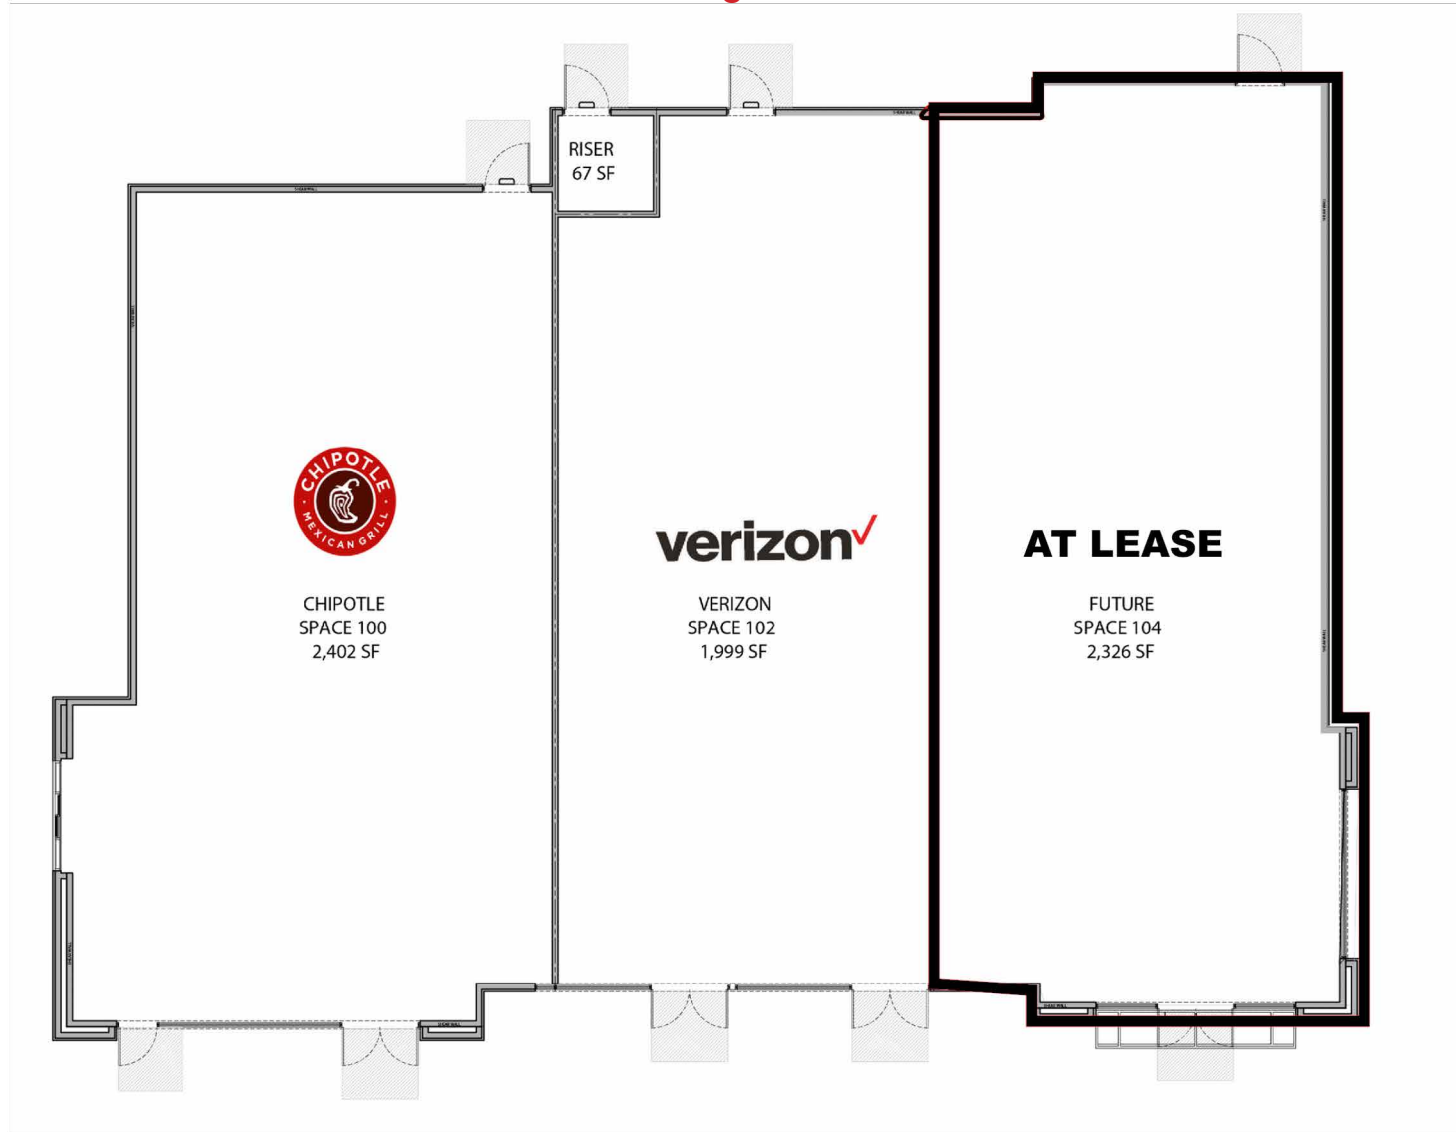 RISER
67 SF
CHIPOTLE
MEXICAN GRILL
verizon
AT LEASE
CHIPOTLE
SPACE 100
2,402 SF
VERIZON
SPACE 102
1,999 SF
FUTURE
SPACE 104
2,326 SF